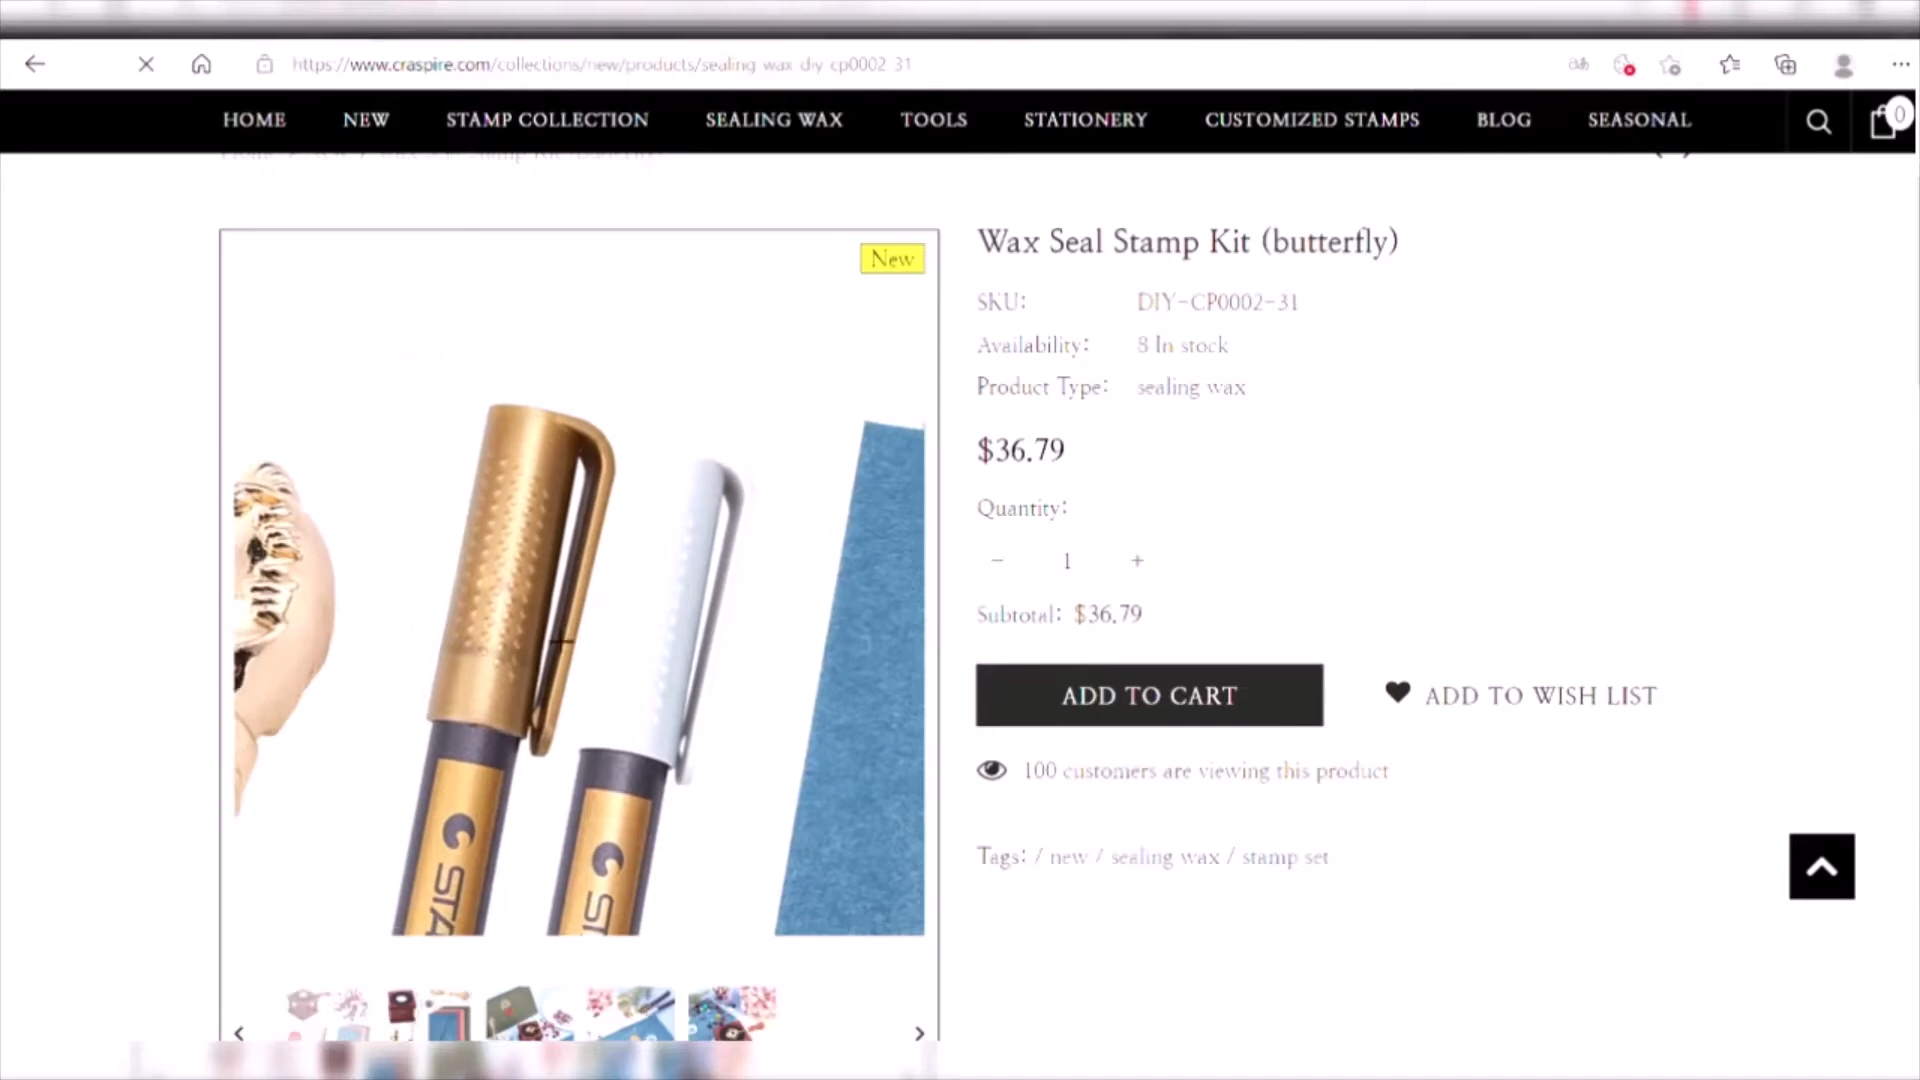 https://www.craspire.com/collections/new/products/sealing wax diy cp0002 31
HOME NEW STAMP COLLECTION SEALING WAX TOOLS STATIONERY CUSTOMIZED STAMPS BLOG SEASONAL
0
New
Wax Seal Stamp Kit (butterfly)
SKU: DIY-CP0002-31
Availability: 8 In stock
Product Type: sealing wax
$36.79
Quantity:
− 1 +
Subtotal: $36.79
ADD TO CART
ADD TO WISH LIST
100 customers are viewing this product
Tags: / new / sealing wax / stamp set